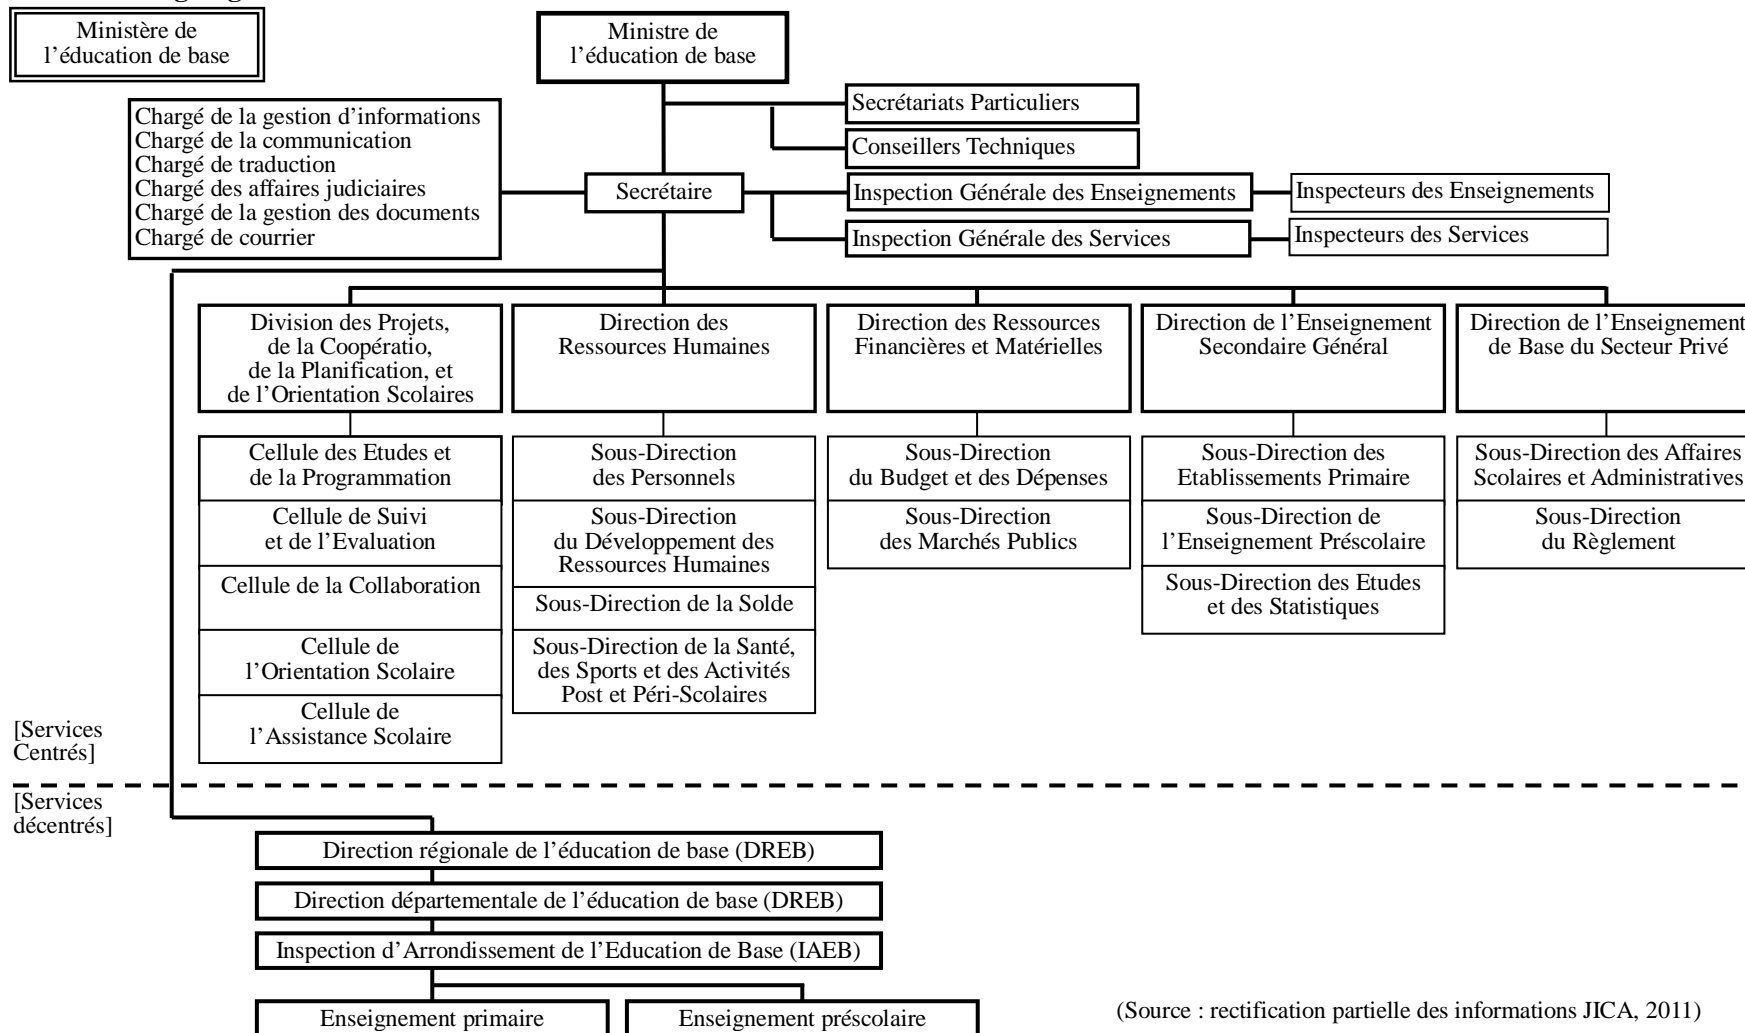 Ministère de
l'éducation de base
Ministre de
l'éducation de base
Secrétariats Particuliers
Conseillers Techniques
Chargé de la gestion d'informations
Chargé de la communication
Chargé de traduction
Chargé des affaires judiciaires
Chargé de la gestion des documents
Chargé de courrier
Secrétaire
Inspection Générale des Enseignements
Inspecteurs des Enseignements
Inspection Générale des Services
Inspecteurs des Services
Division des Projets,
de la Coopératio,
de la Planification, et
de l'Orientation Scolaires
Direction des
Ressources Humaines
Direction des Ressources
Financières et Matérielles
Direction de l'Enseignement
Secondaire Général
Direction de l'Enseignement
de Base du Secteur Privé
Cellule des Etudes et
de la Programmation
Cellule de Suivi
et de l'Evaluation
Cellule de la Collaboration
Cellule de
l'Orientation Scolaire
Cellule de
l'Assistance Scolaire
Sous-Direction
des Personnels
Sous-Direction
du Développement des
Ressources Humaines
Sous-Direction de la Solde
Sous-Direction de la Santé,
des Sports et des Activités
Post et Péri-Scolaires
Sous-Direction
du Budget et des Dépenses
Sous-Direction
des Marchés Publics
Sous-Direction des
Etablissements Primaire
Sous-Direction de
l'Enseignement Préscolaire
Sous-Direction des Etudes
et des Statistiques
Sous-Direction des Affaires
Scolaires et Administratives
Sous-Direction
du Règlement
[Services
Centrés]
[Services
décentrés]
Direction régionale de l'éducation de base (DREB)
Direction départementale de l'éducation de base (DREB)
Inspection d'Arrondissement de l'Education de Base (IAEB)
Enseignement primaire
Enseignement préscolaire
(Source : rectification partielle des informations JICA, 2011)